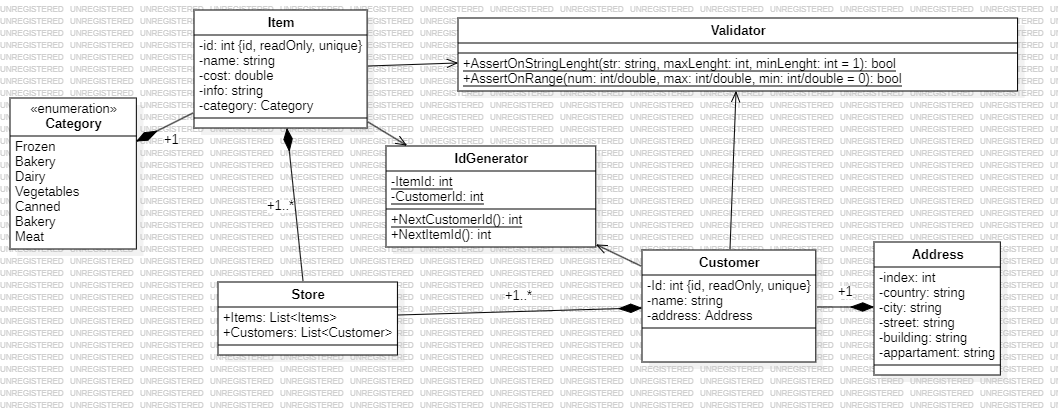 Item
-id: int {id, readOnly, unique}
-name: string
-cost: double
-info: string
-category: Category
Validator
+AssertOnStringLenght(str: string, maxLenght: int, minLenght: int = 1): bool
+AssertOnRange(num: int/double, max: int/double, min: int/double = 0): bool
«enumeration»
Category
Frozen
Bakery
Dairy
Vegetables
Canned
Bakery
Meat
+1
IdGenerator
-ItemId: int
-CustomerId: int
+NextCustomerId(): int
+NextItemId(): int
+1..*
Store
+Items: List<Items>
+Customers: List<Customer>
+1..*
Customer
-Id: int {id, readOnly, unique}
-name: string
-address: Address
+1
Address
-index: int
-country: string
-city: string
-street: string
-building: string
-appartament: string
UNREGISTERED